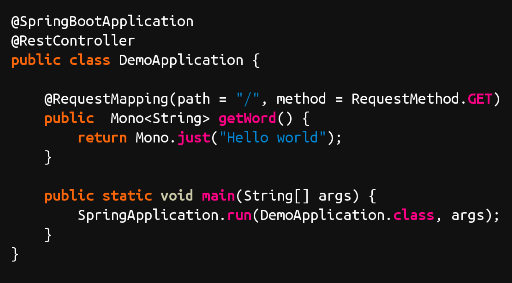 @SpringBootApplication
@RestController
public class DemoApplication {
@RequestMapping(path = "/", method = RequestMethod.GET)
public  Mono<String> getWord() {
return Mono.just("Hello world");
}
public static void main(String[] args) {
SpringApplication.run(DemoApplication.class, args);
}
}